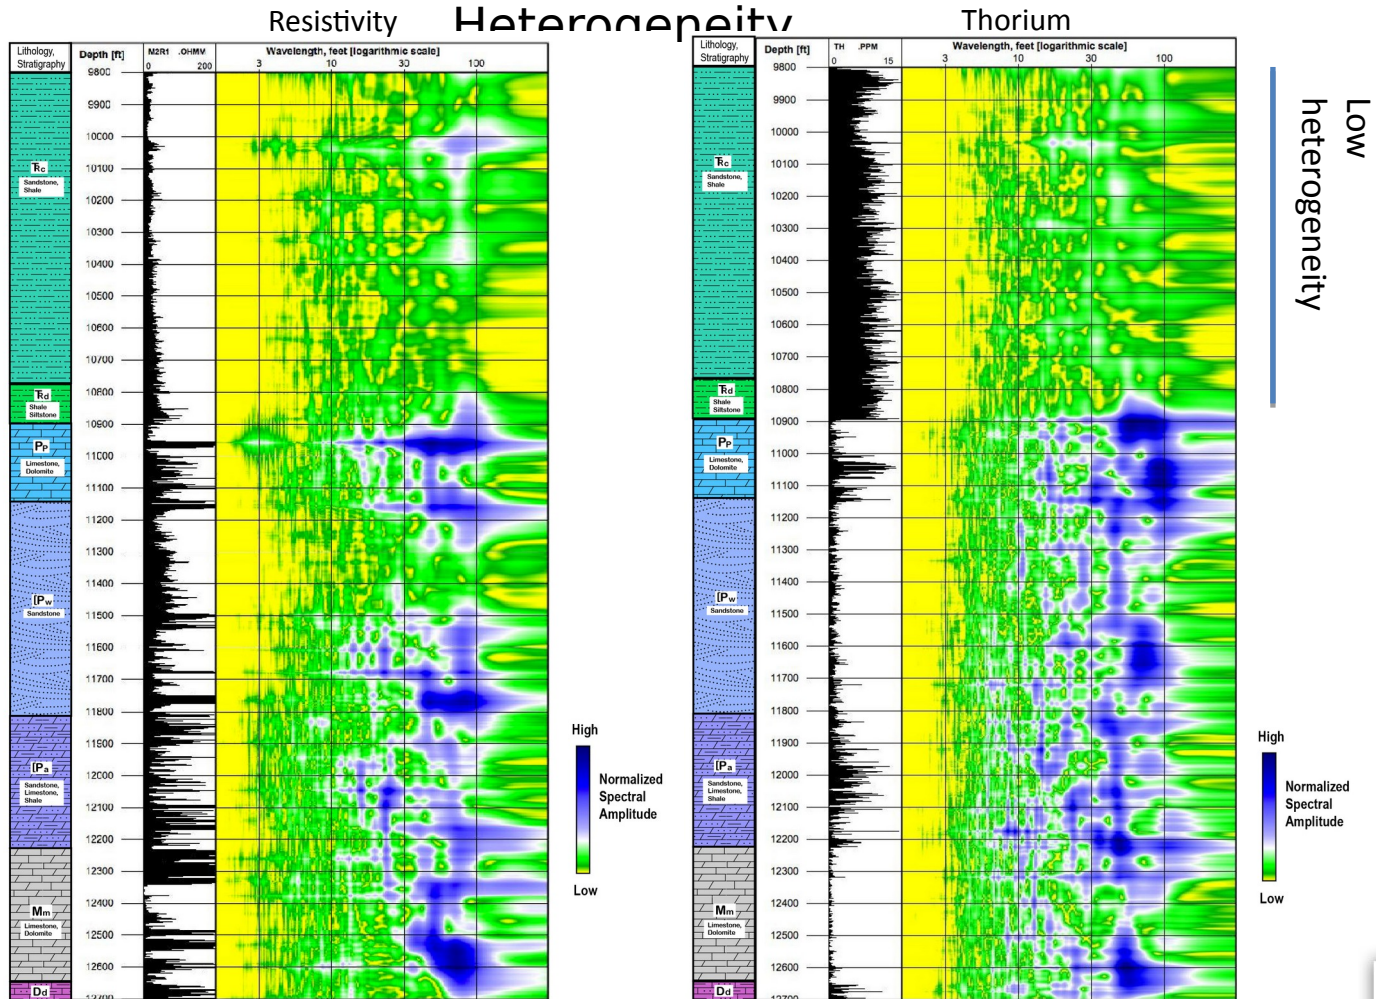 Resistivity
Heterogeneity
Thorium
Lithology,
Stratigraphy
Depth [ft]
M2R1 .OHMM
0 200
Wavelength, feet [logarithmic scale]
3 10 30 100
9800
9900
10000
10100
10200
10300
10400
10500
10600
10700
10800
10900
11000
11100
11200
11300
11400
11500
11600
11700
11800
11900
12000
12100
12200
12300
12400
12500
12600
12700
TRc
Sandstone,
Shale
TRd
Shale
Siltstone
Pp
Limestone,
Dolomite
[Pw
Sandstone
[Pa
Sandstone,
Limestone,
Shale
Mm
Limestone,
Dolomite
Dd
High
Normalized
Spectral
Amplitude
Low
Lithology,
Stratigraphy
Depth [ft]
TH .PPM
0 15
Wavelength, feet [logarithmic scale]
3 10 30 100
9800
9900
10000
10100
10200
10300
10400
10500
10600
10700
10800
10900
11000
11100
11200
11300
11400
11500
11600
11700
11800
11900
12000
12100
12200
12300
12400
12500
12600
12700
TRc
Sandstone,
Shale
TRd
Shale
Siltstone
Pp
Limestone,
Dolomite
[Pw
Sandstone
[Pa
Sandstone,
Limestone,
Shale
Mm
Limestone,
Dolomite
Dd
High
Normalized
Spectral
Amplitude
Low
Low
heterogeneity